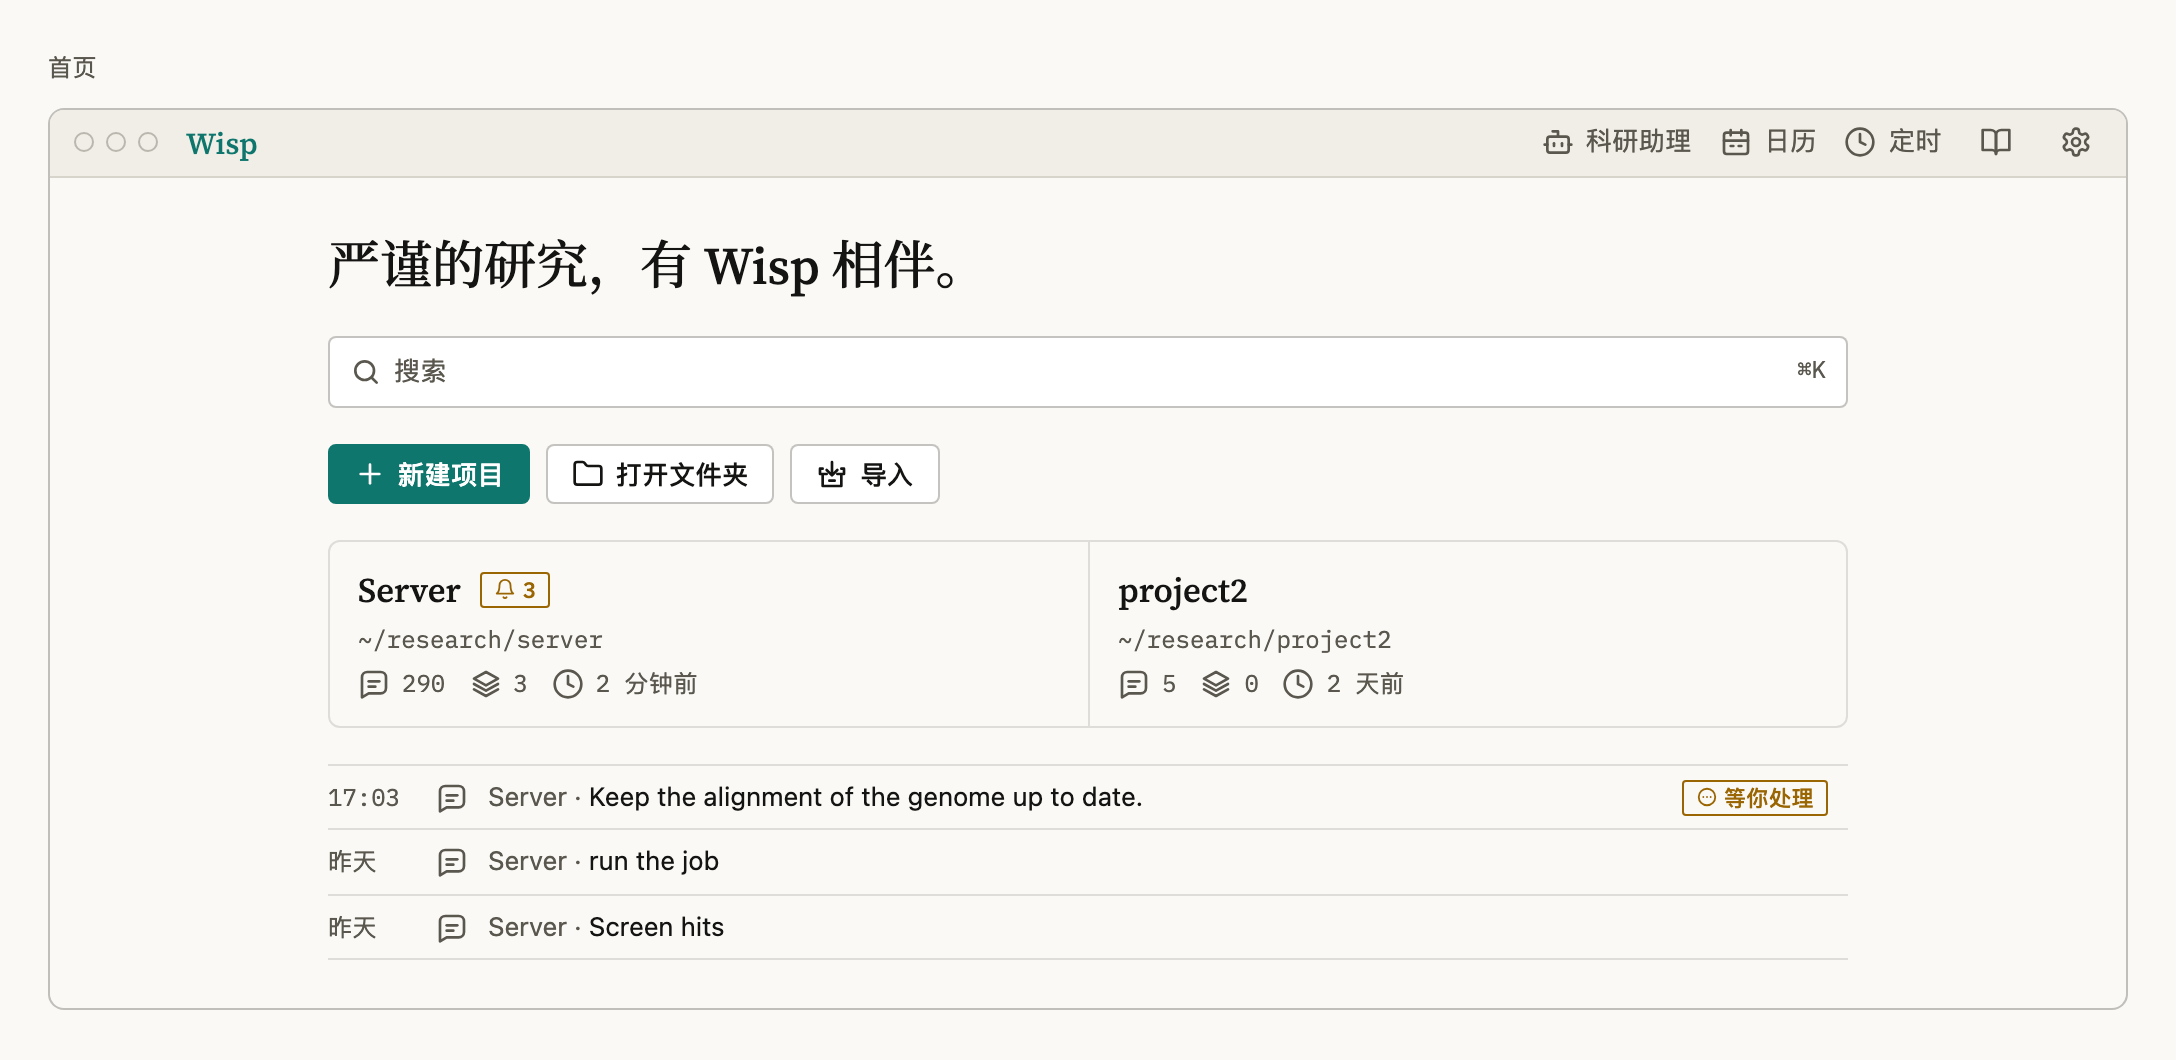 首页
Wisp 科研助理 日历 定时
严谨的研究，有 Wisp 相伴。
搜索 ⌘K
新建项目 打开文件夹 导入
Server 3
~/research/server
290 3 2 分钟前
project2
~/research/project2
5 0 2 天前
17:03 Server · Keep the alignment of the genome up to date. 等你处理
昨天 Server · run the job
昨天 Server · Screen hits